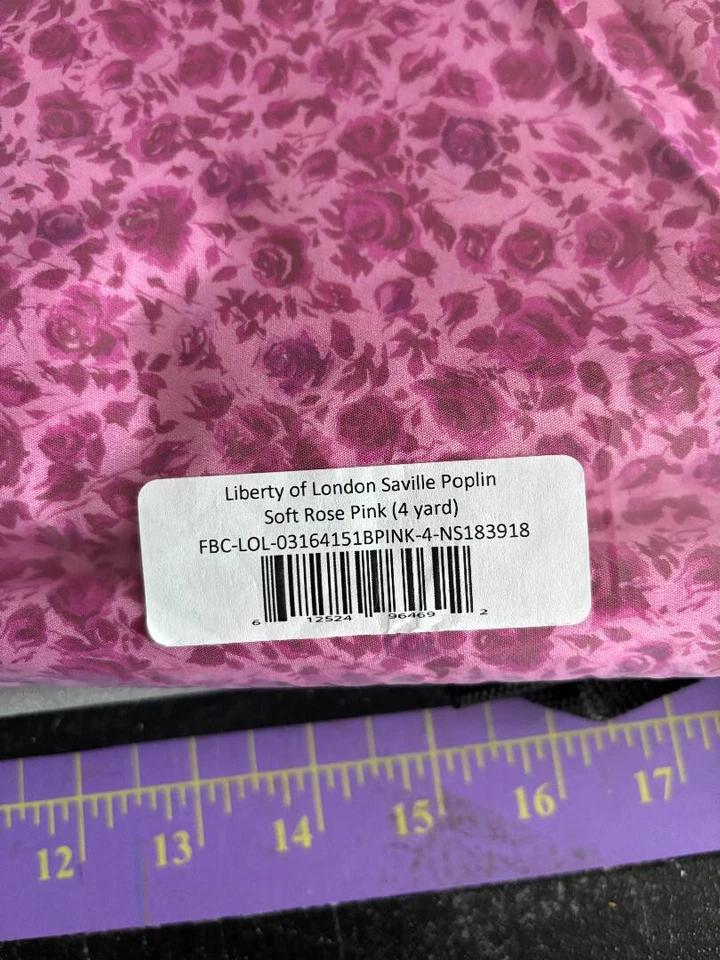 Liberty of London Saville Poplin
Soft Rose Pink (4 yard)
FBC-LOL-03164151BPINK-4-NS183918
6 12524 96469 2
12 13 14 15 16 17